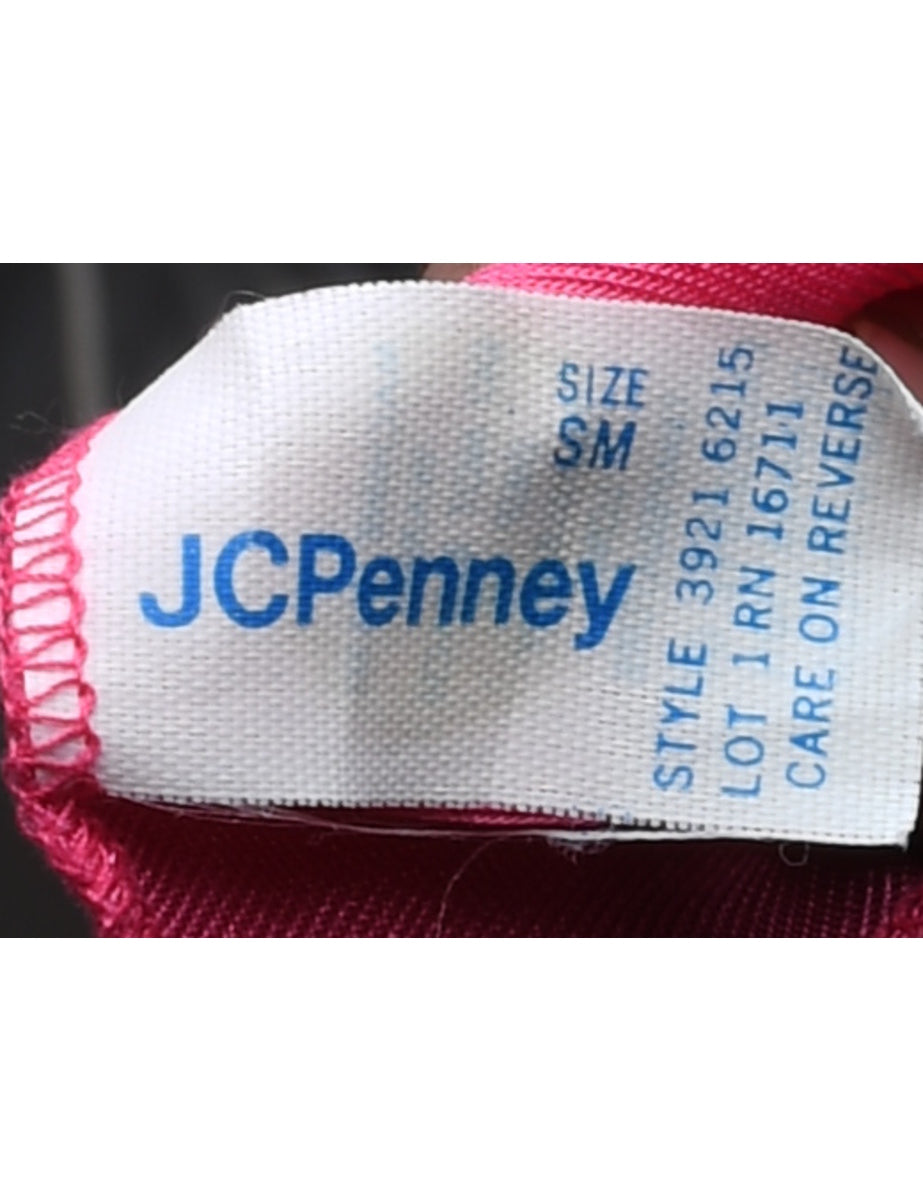 SIZE
SM
JCPenney
STYLE 3921 6215
LOT 1 RN 16711
CARE ON REVERSE